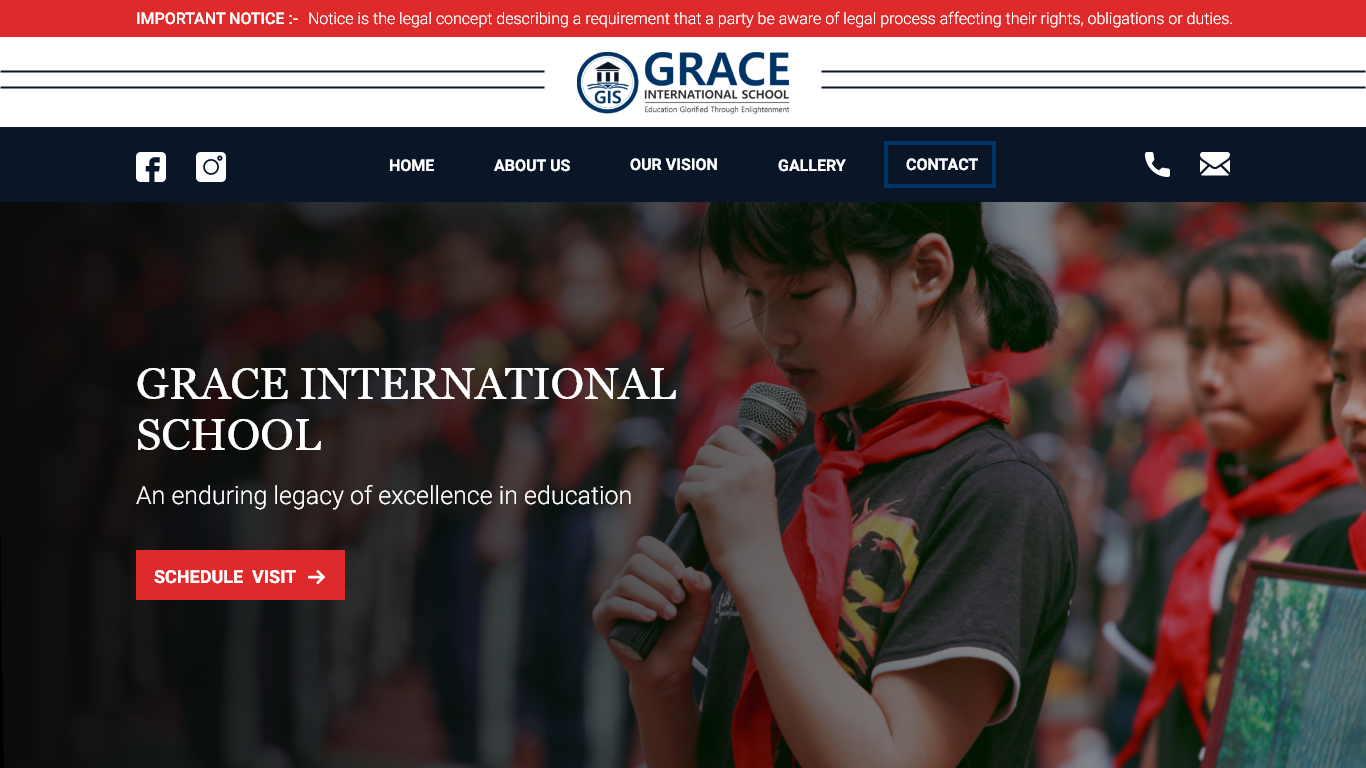 IMPORTANT NOTICE :- Notice is the legal concept describing a requirement that a party be aware of legal process affecting their rights, obligations or duties.
GIS
GRACE
INTERNATIONAL SCHOOL
Education Glorified Through Enlightenment
HOME ABOUT US OUR VISION GALLERY CONTACT
GRACE INTERNATIONAL
SCHOOL
An enduring legacy of excellence in education
SCHEDULE VISIT